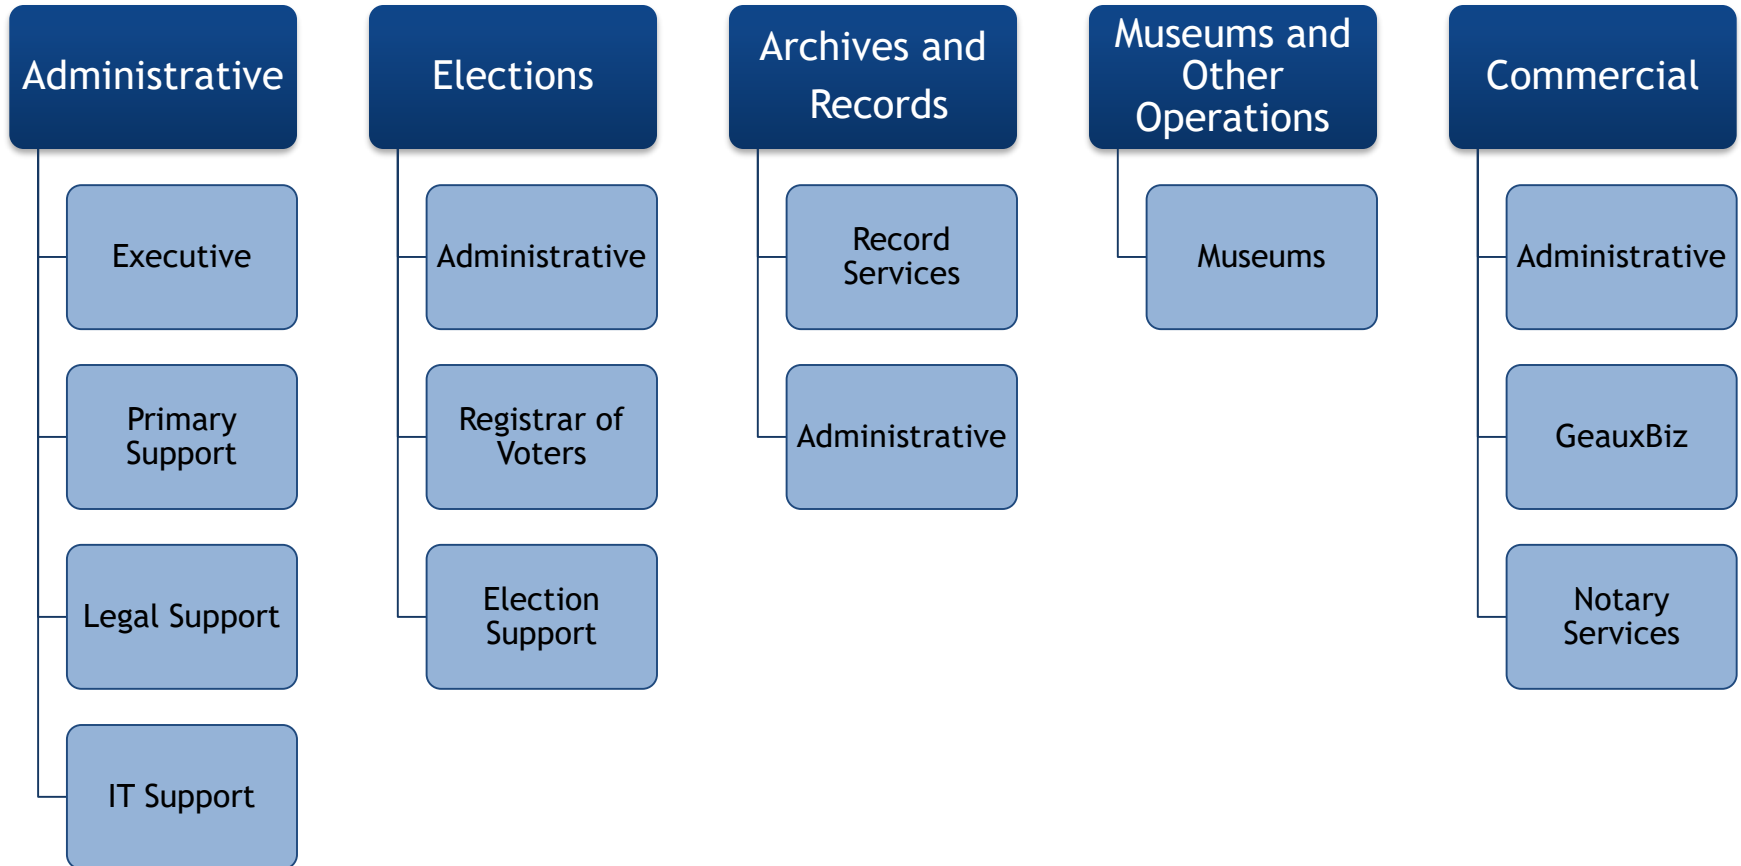 Administrative
Executive
Primary
Support
Legal Support
IT Support
Elections
Administrative
Registrar of
Voters
Election
Support
Archives and
Records
Record
Services
Administrative
Museums and
Other
Operations
Museums
Commercial
Administrative
GeauxBiz
Notary
Services